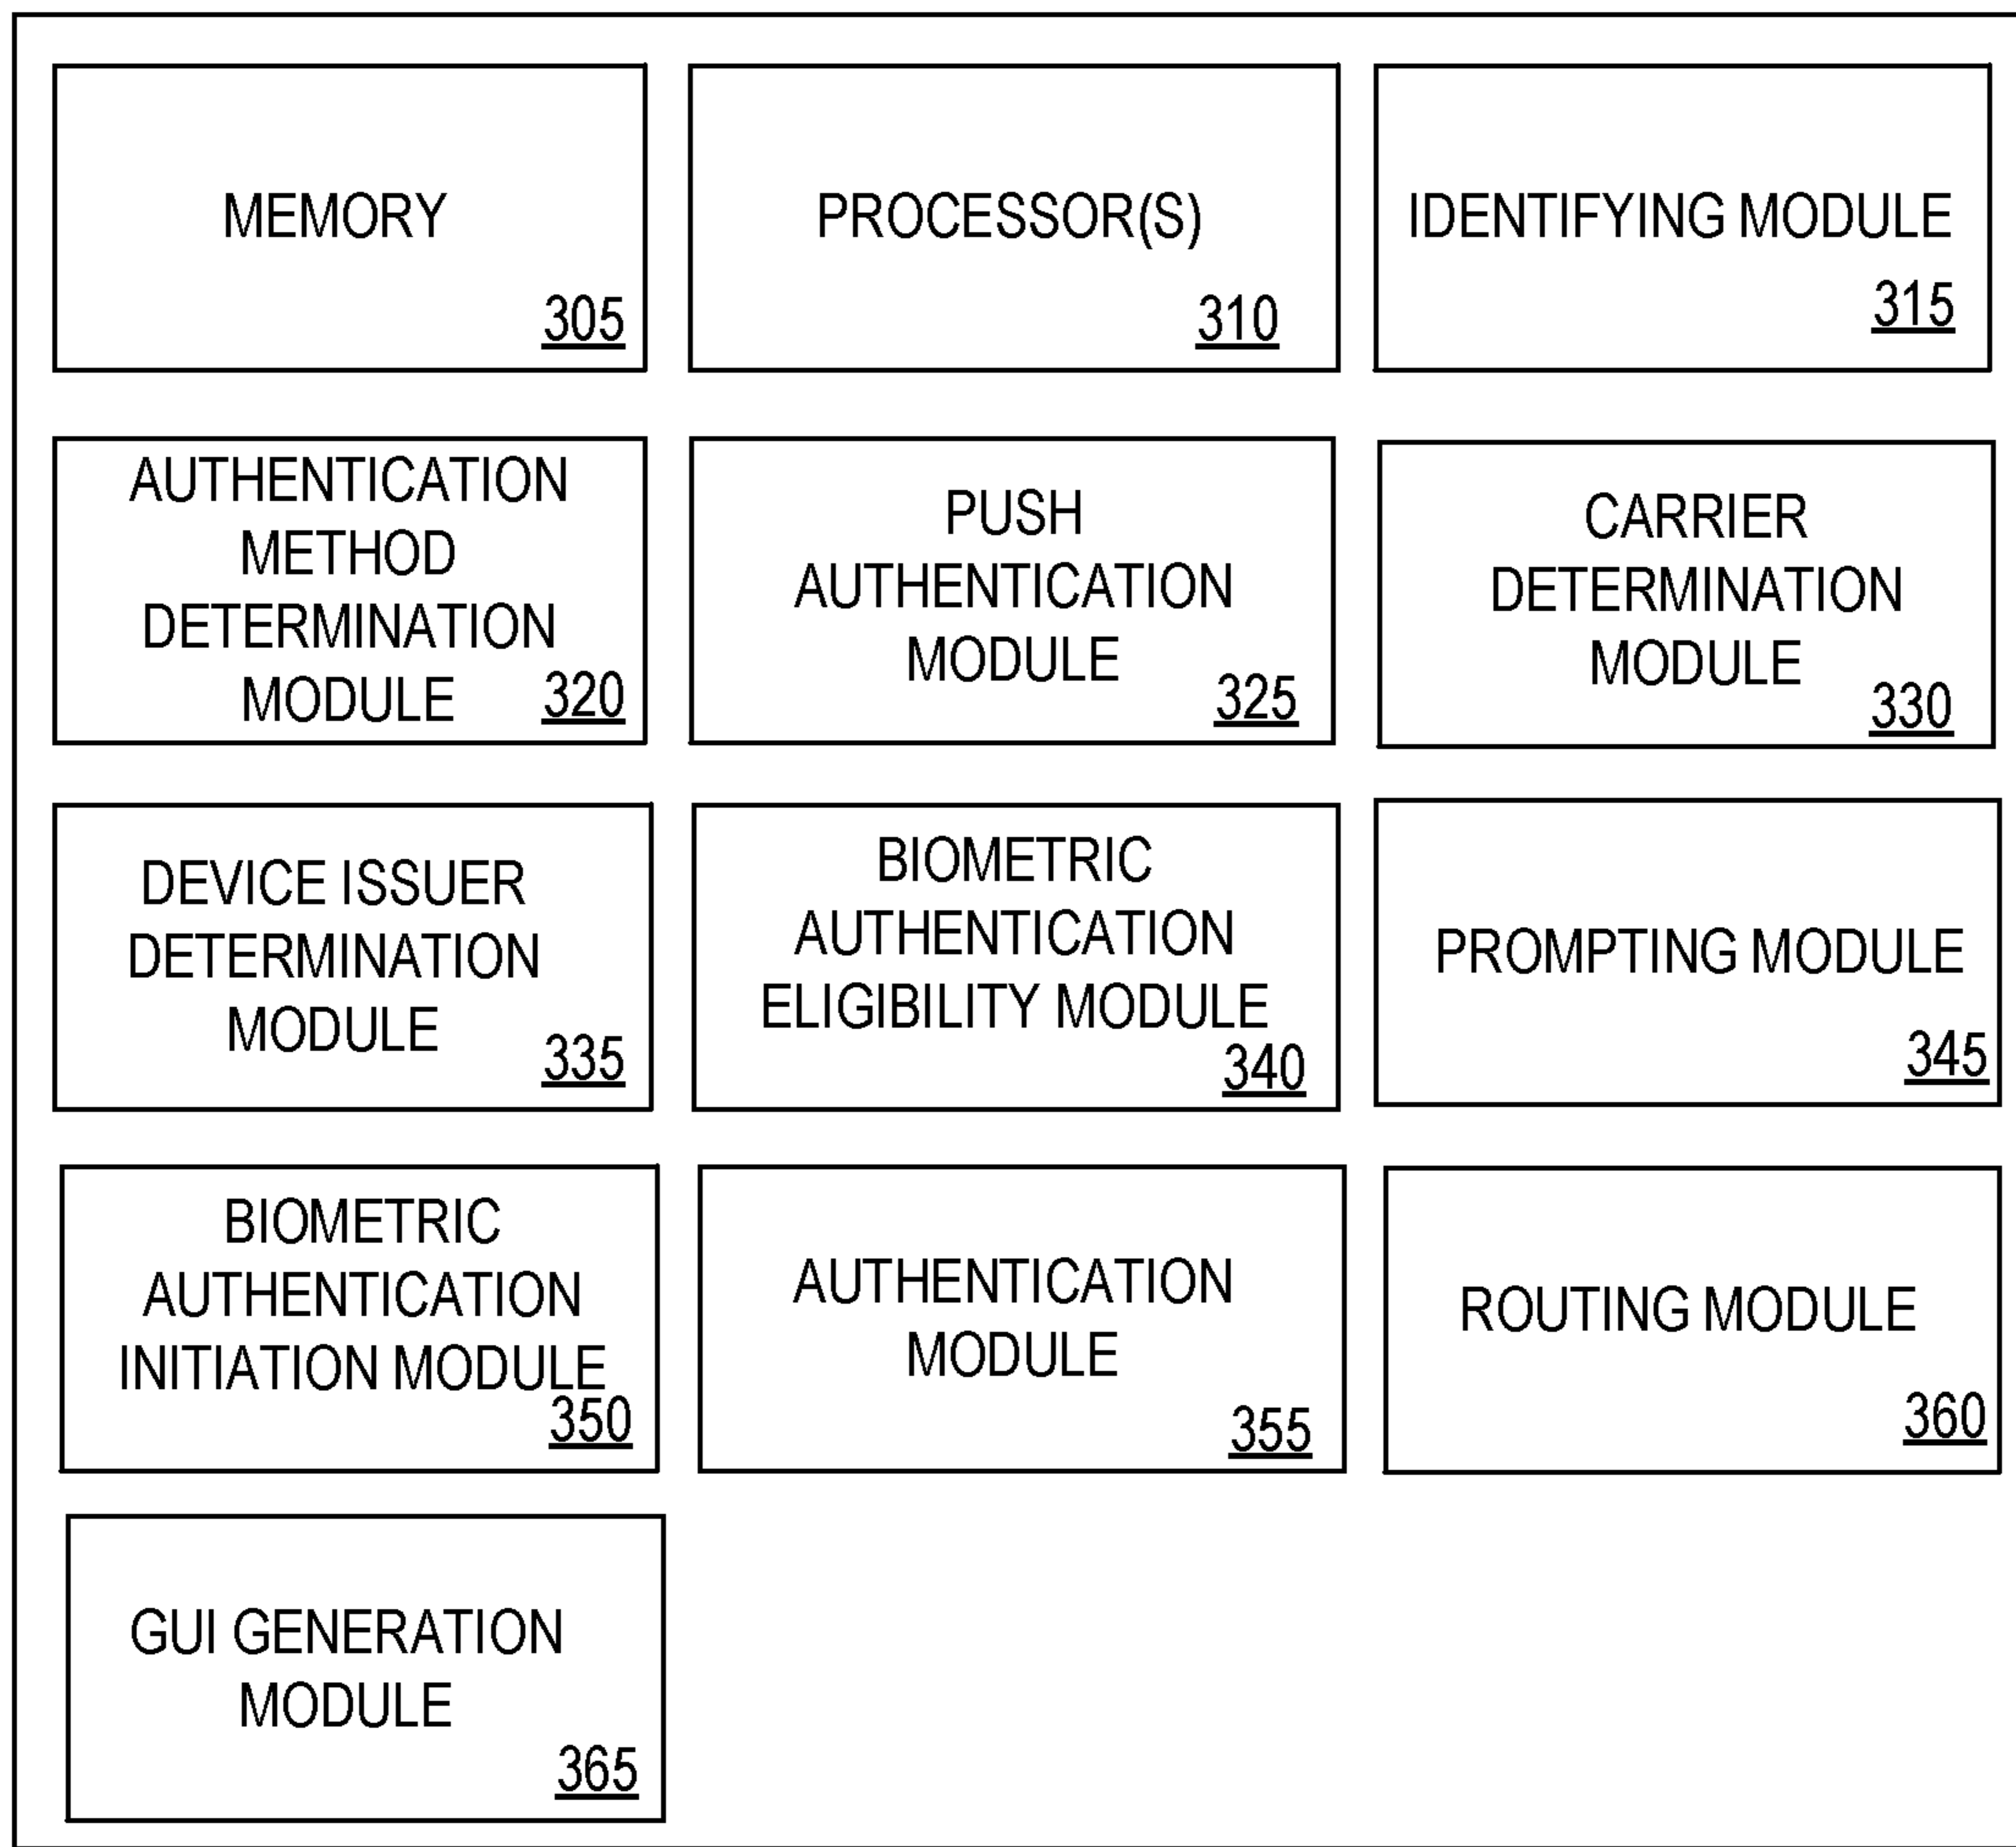 MEMORY
305
PROCESSOR(S)
310
IDENTIFYING MODULE
315
AUTHENTICATION
METHOD
DETERMINATION
MODULE
320
PUSH
AUTHENTICATION
MODULE
325
CARRIER
DETERMINATION
MODULE
330
DEVICE ISSUER
DETERMINATION
MODULE
335
BIOMETRIC
AUTHENTICATION
ELIGIBILITY MODULE
340
PROMPTING MODULE
345
BIOMETRIC
AUTHENTICATION
INITIATION MODULE
350
AUTHENTICATION
MODULE
355
ROUTING MODULE
360
GUI GENERATION
MODULE
365